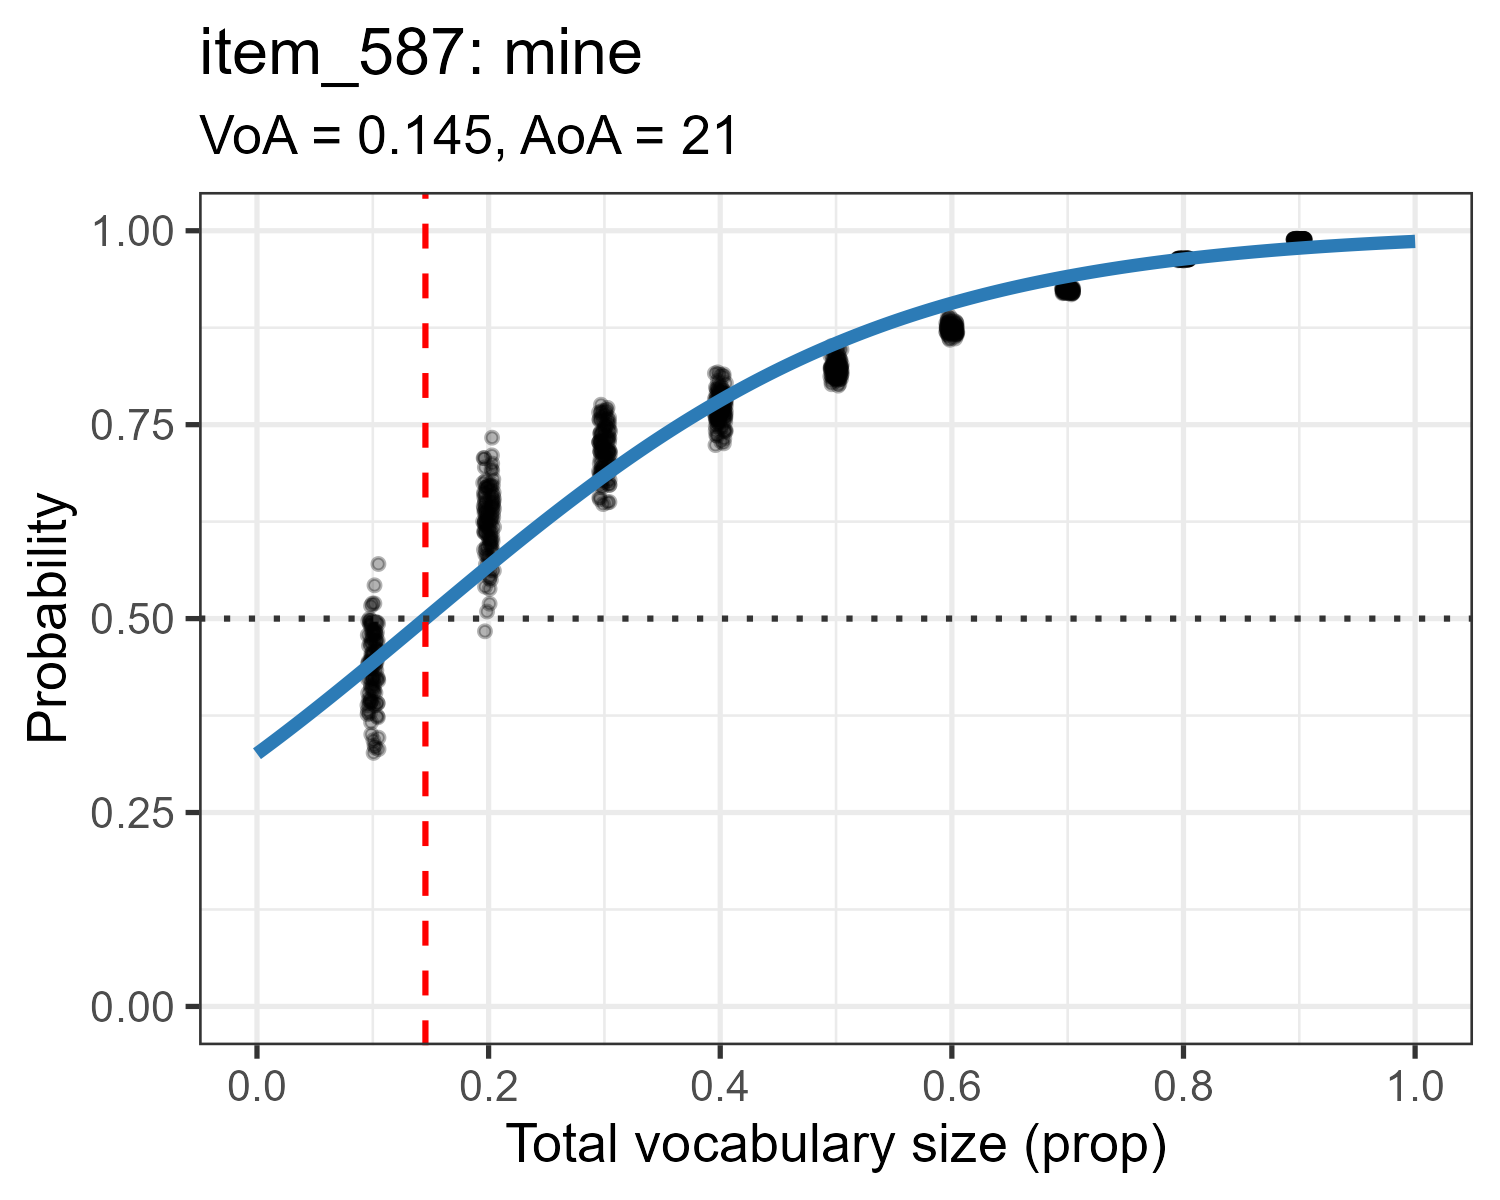 item_587: mine
VoA = 0.145, AoA = 21
1.00
0.75
0.50
0.25
0.00
Probability
0.0 0.2 0.4 0.6 0.8 1.0
Total vocabulary size (prop)